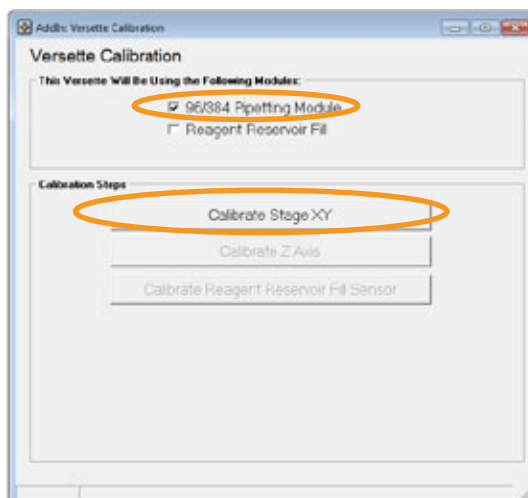 AddIn: Versette Calibration
Versette Calibration
This Versette Will Be Using the Following Modules:
96/384 Pipetting Module
Reagent Reservoir Fill
Calibration Steps
Calibrate Stage XY
Calibrate Z Axis
Calibrate Reagent Reservoir Fill Sensor